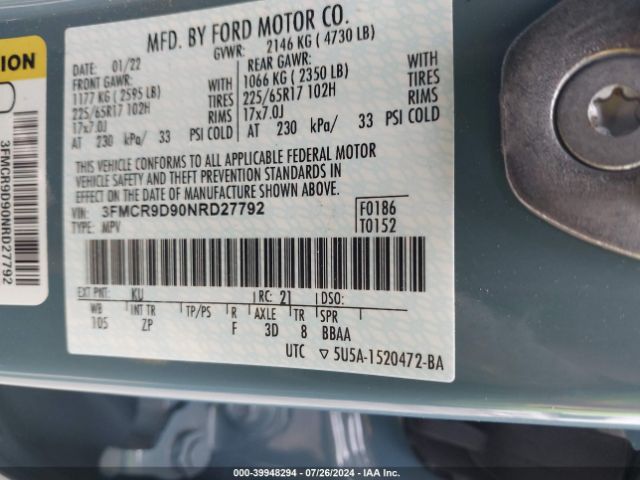 MFD. BY FORD MOTOR CO.
DATE: 01/22 GVWR: 2146 KG ( 4730 LB)
FRONT GAWR: REAR GAWR:
1177 KG ( 2595 LB) WITH 1066 KG ( 2350 LB) WITH
225/65R17 102H TIRES 225/65R17 102H TIRES
17x7.0J RIMS 17x7.0J RIMS
AT 230 kPa/ 33 PSI COLD AT 230 kPa/ 33 PSI COLD
THIS VEHICLE CONFORMS TO ALL APPLICABLE FEDERAL MOTOR
VEHICLE SAFETY AND THEFT PREVENTION STANDARDS IN
EFFECT ON THE DATE OF MANUFACTURE SHOWN ABOVE.
VIN: 3FMCR9D90NRD27792 F0186
TYPE: MPV T0152
EXT PNT: KU RC: 21 DSO:
WB INT TR TP/PS R AXLE TR SPR
105 ZP F 3D 8 BBAA
UTC ▽5U5A-1520472-BA
3FMCR9D90NRD27792
000-39948294 - 07/26/2024 - IAA Inc.